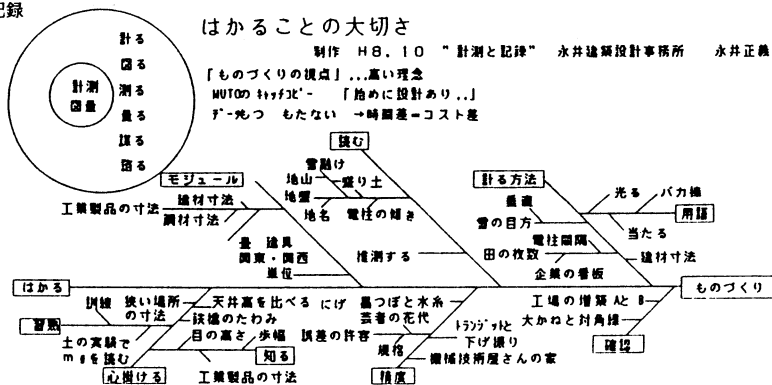 記録
はかることの大切さ
制作 H8.10 "計測と記録" 永井建築設計事務所 永井正義
「ものづくりの視点」...高い理念
MUTOの キャッチコピー 「始めに設計あり..」
もたない →時間差=コスト差
計る
図る
測る
量る
謀る
諮る
計測
図量
読む
雪融け
地山
盛り土
地盤
地名
電柱の傾き
推測する
モジュール
建材寸法
工業製品の寸法
鋼材寸法
畳 建具
関東・関西
単位
計る方法
垂直
雪の目方
電柱間隔
田の枚数
企業の看板
光る
バカ棒
用語
当たる
建材寸法
はかる
ものづくり
訓練
狭い場所
の寸法
習熟
土の実験で
mgを読む
心掛ける
天井高を比べる
にげ
鉄橋のたわみ
目の高さ
歩幅
知る
工業製品の寸法
墨つぼと水糸
芸者の花代
誤差の許容
規格
トランジットと
下げ振り
機械技術屋さんの家
精度
工場の増築 AとB
大かねと対角線
確認